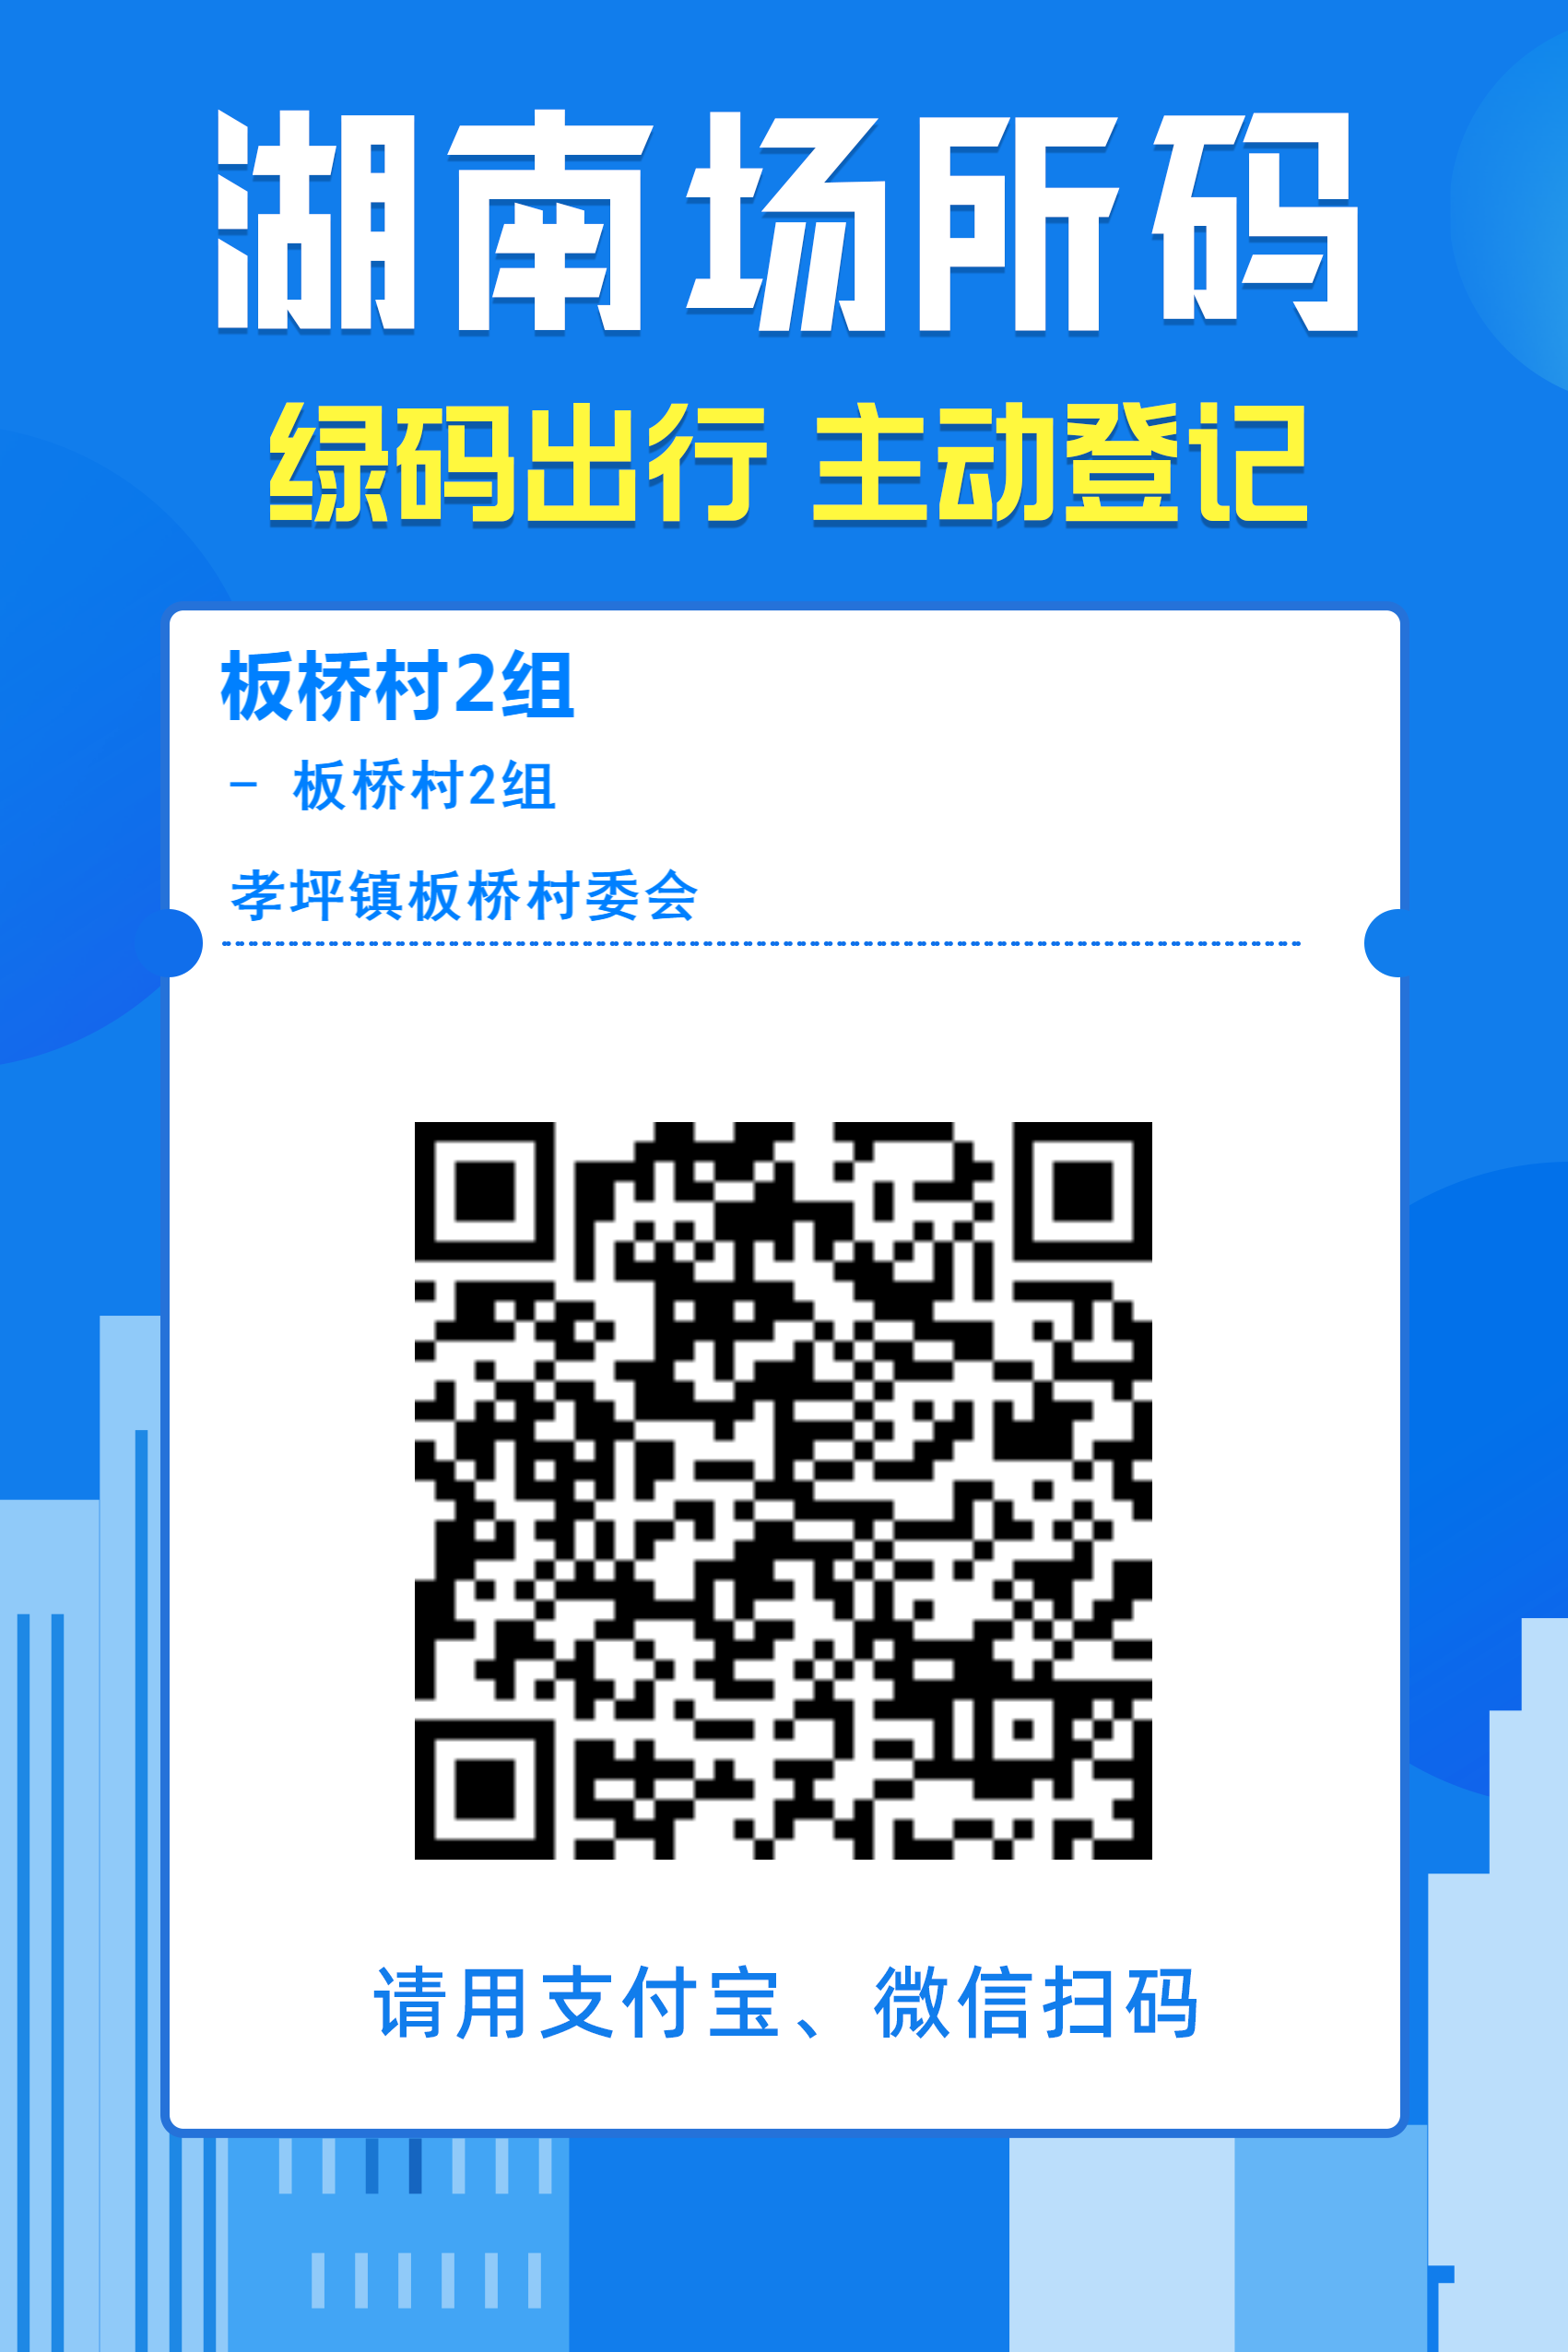 湖南场所码
绿码出行 主动登记
板桥村2组
- 板桥村2组
孝坪镇板桥村委会
请用支付宝、微信扫码